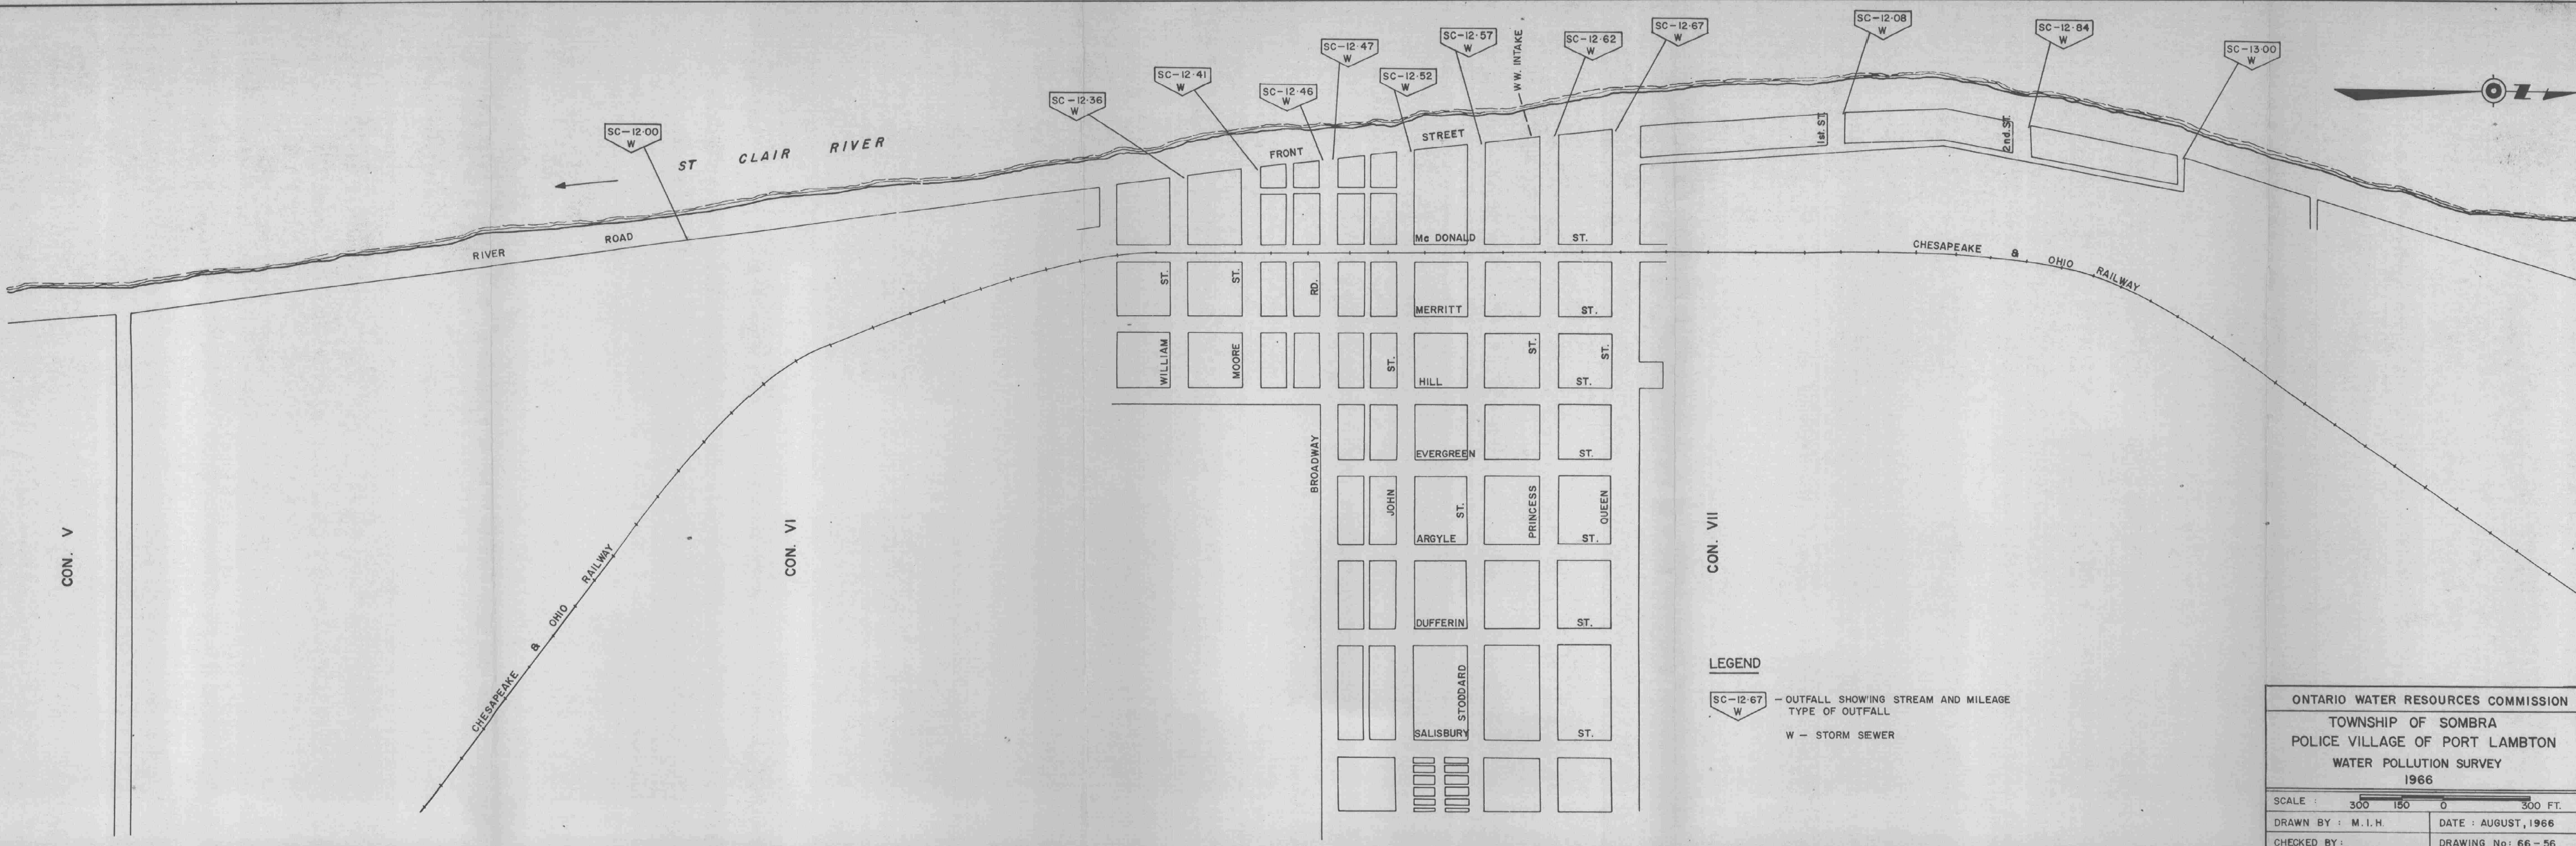 SC-12·00
W
SC-12·36
W
SC-12·41
W
SC-12·46
W
SC-12·47
W
SC-12·52
W
SC-12·57
W
WW. INTAKE
SC-12·62
W
SC-12·67
W
SC-12·08
W
SC-12·84
W
SC-13·00
W
ST CLAIR RIVER
RIVER ROAD
FRONT STREET
1st. ST.
2nd. ST.
Mc DONALD ST.
CHESAPEAKE & OHIO RAILWAY
MERRITT ST.
HILL ST.
EVERGREEN ST.
ARGYLE ST.
DUFFERIN ST.
SALISBURY ST.
WILLIAM ST.
MOORE ST.
BROADWAY RD.
JOHN ST.
STODDARD ST.
PRINCESS ST.
QUEEN ST.
CHESAPEAKE & OHIO RAILWAY
CON. V
CON. VI
CON. VII
LEGEND
SC-12·67
W
- OUTFALL SHOWING STREAM AND MILEAGE
TYPE OF OUTFALL
W - STORM SEWER
ONTARIO WATER RESOURCES COMMISSION
TOWNSHIP OF SOMBRA
POLICE VILLAGE OF PORT LAMBTON
WATER POLLUTION SURVEY
1966
SCALE :
300 150 0 300 FT.
DRAWN BY : M.I.H.
DATE : AUGUST, 1966
CHECKED BY :
DRAWING No: 66-56